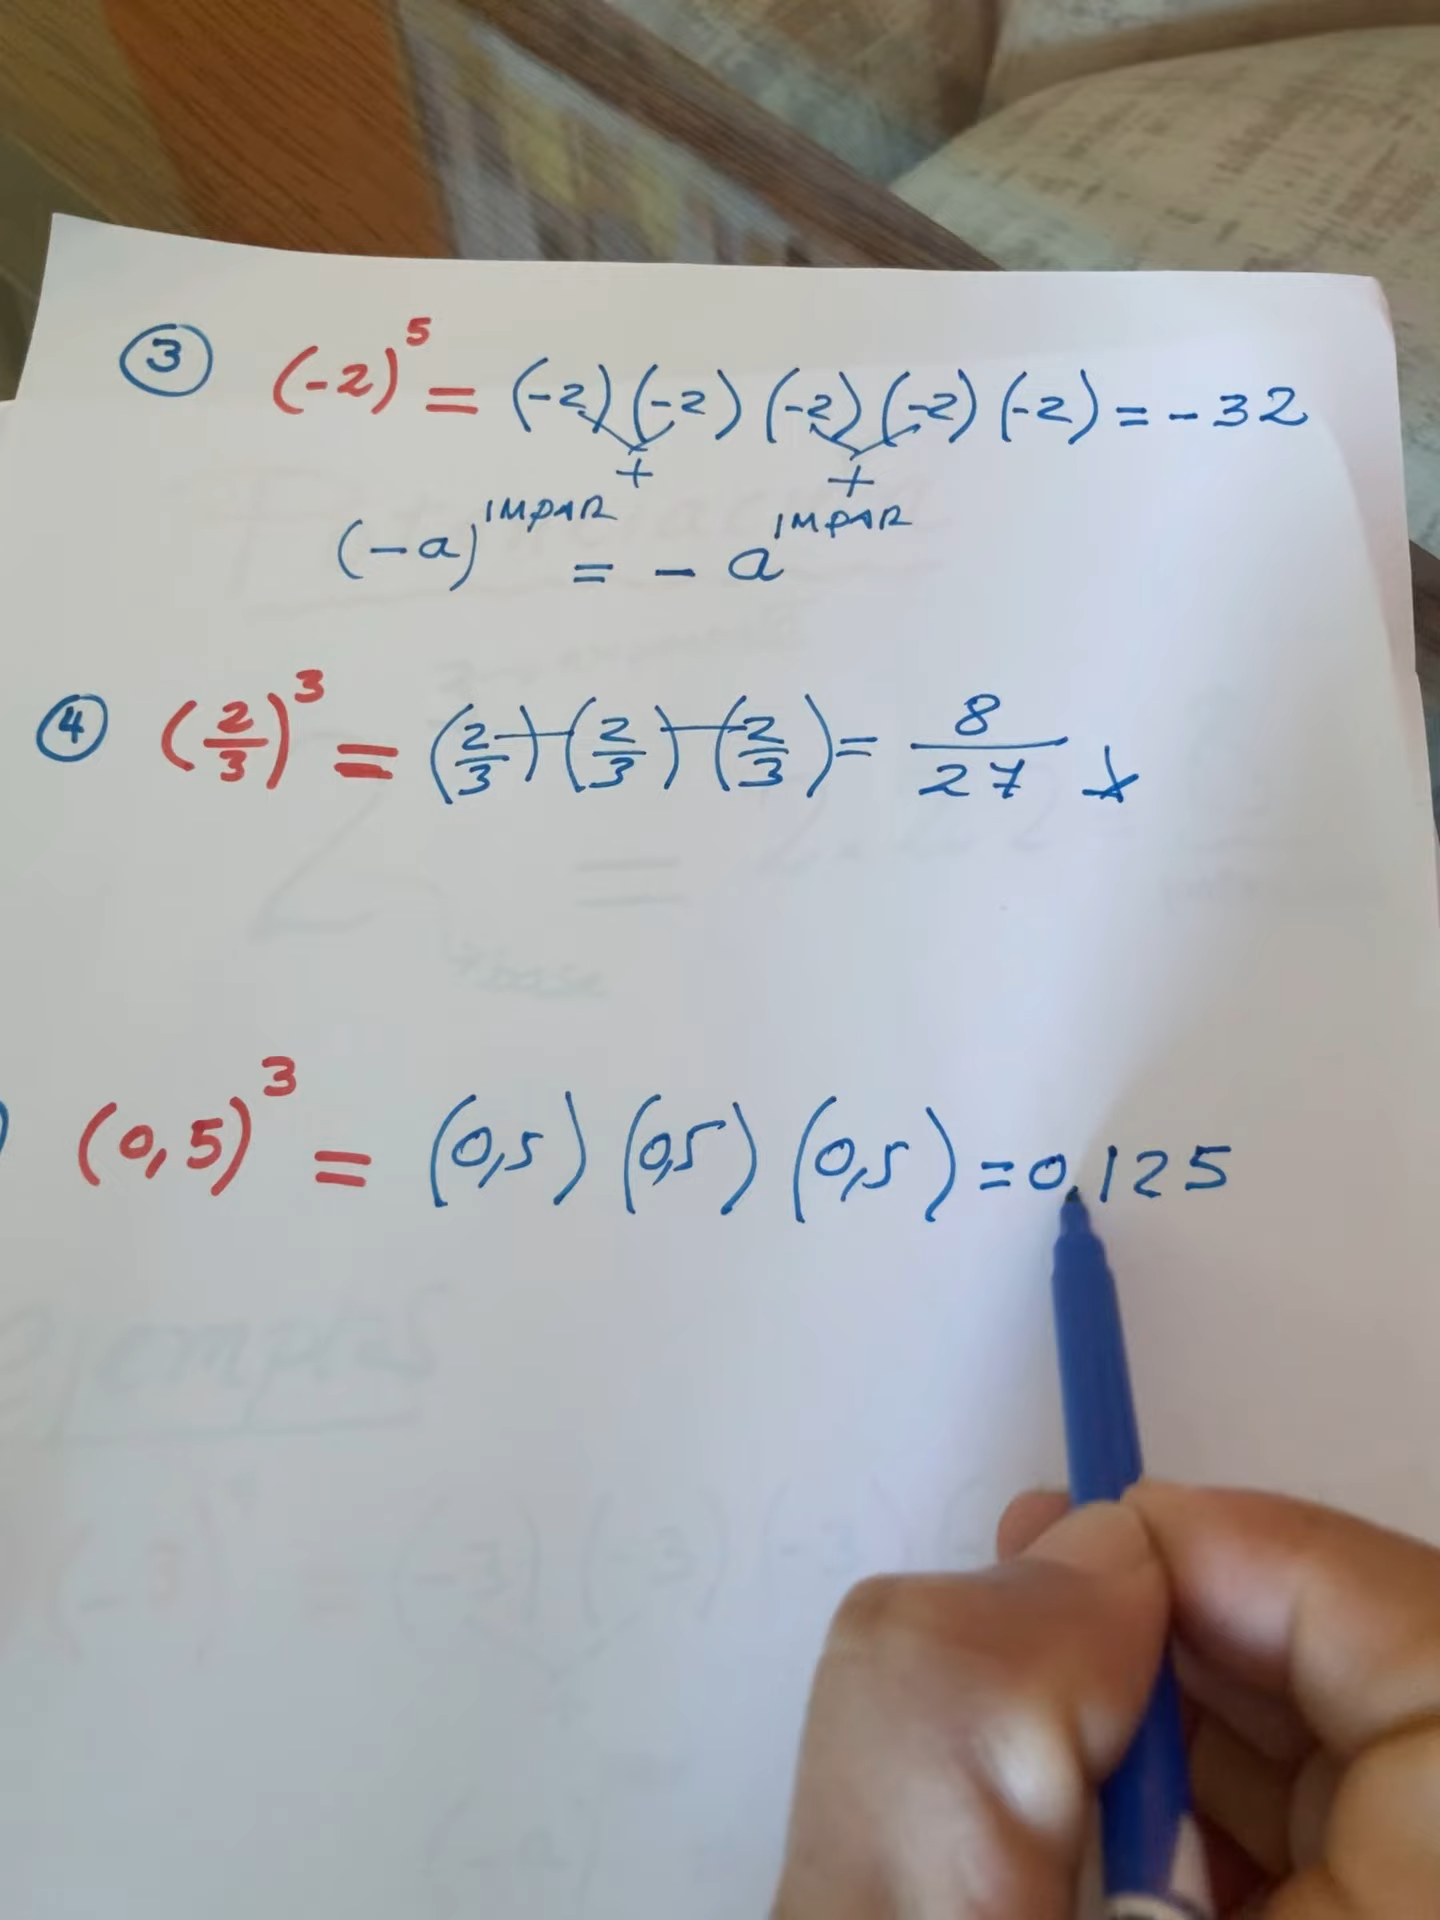 ③ (-2)⁵ = (-2)(-2)(-2)(-2)(-2) = -32
+ +
(-a)ᴵᴹᴾᴬᴿ = - aᴵᴹᴾᴬᴿ
④ (2/3)³ = (2/3)(2/3)(2/3) = 8/27
(0,5)³ = (0,5)(0,5)(0,5) = 0,125